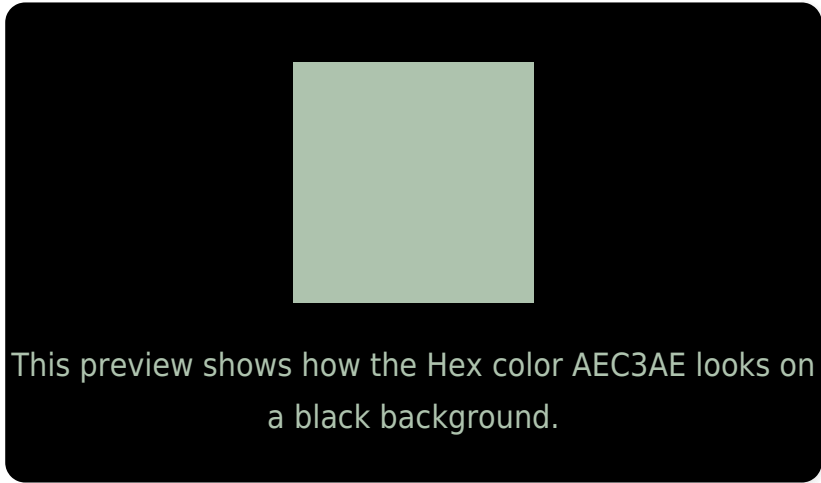 This preview shows how the Hex color AEC3AE looks on
a black background.